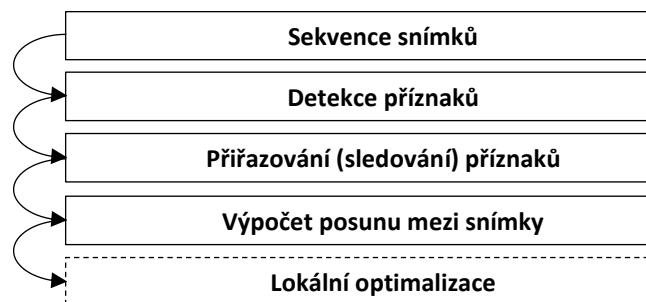 Sekvence snímků
Detekce příznaků
Přiřazování (sledování) příznaků
Výpočet posunu mezi snímky
Lokální optimalizace